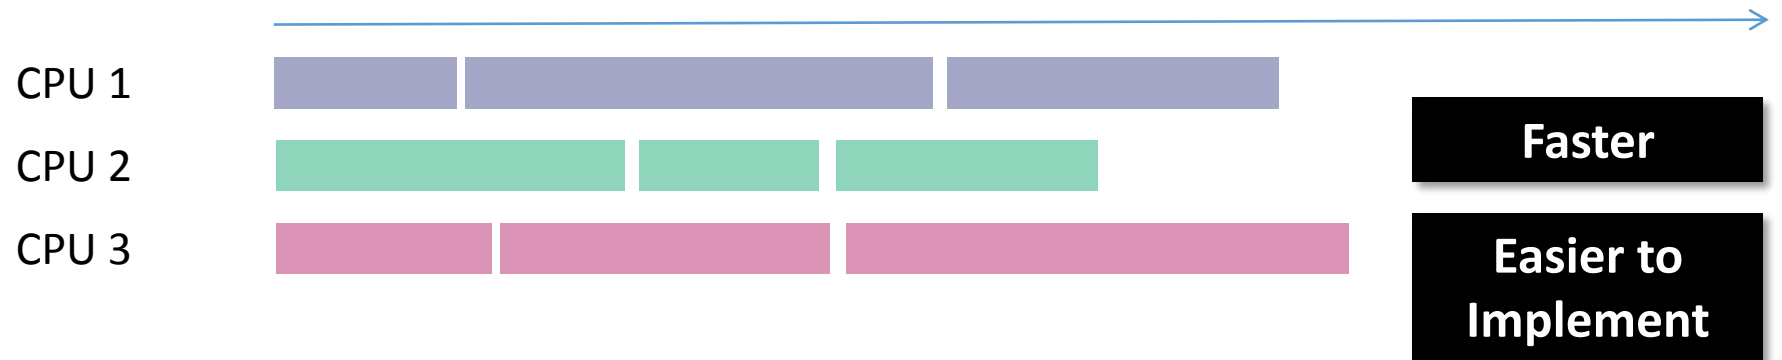 CPU 1
CPU 2
CPU 3
Faster
Easier to
Implement